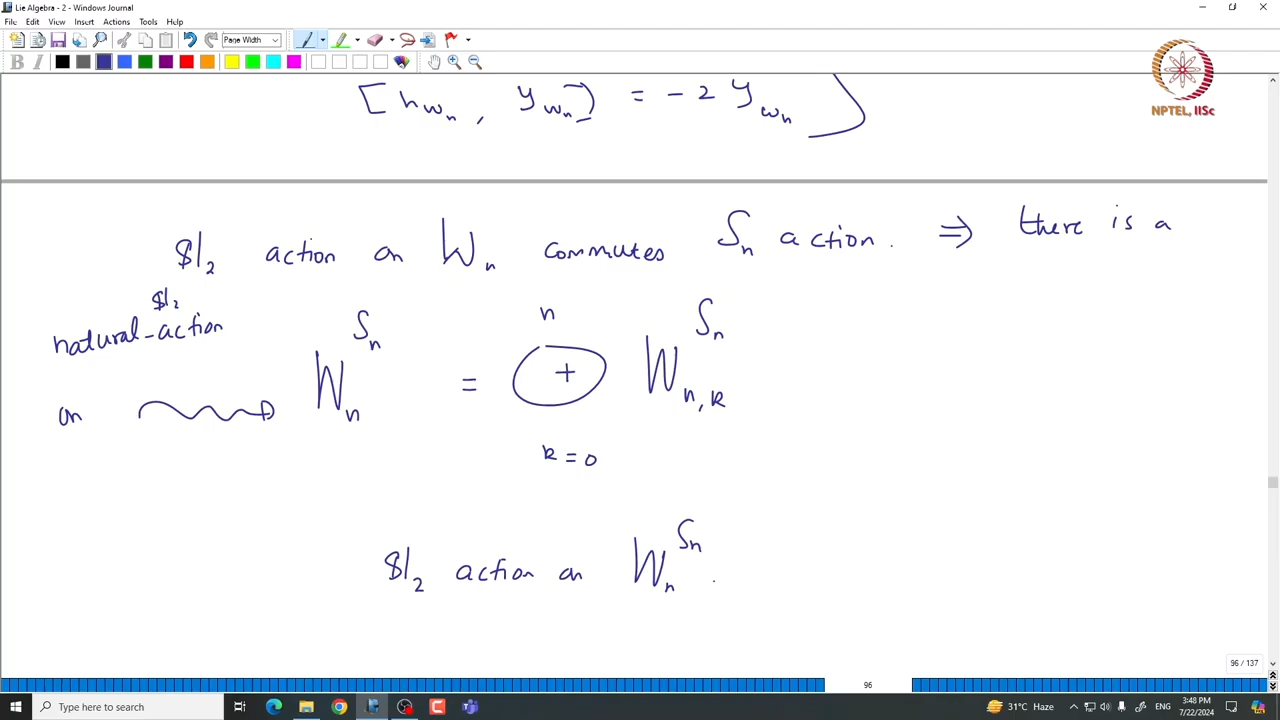 Lie Algebra - 2 - Windows Journal
File Edit View Insert Actions Tools Help
Page Width
B I
NPTEL, IISc
[h_{W_n}, y_{W_n}] = -2 y_{W_n} )
sl_2 action on W_n commutes S_n action. ⇒ there is a
natural sl_2-action
on ⇝ W_n^{S_n} = ⊕_{k=0}^{n} W_{n,k}^{S_n}
sl_2 action on W_n^{S_n}.
96 / 137
96
Type here to search
31°C Haze
ENG
3:48 PM
7/22/2024